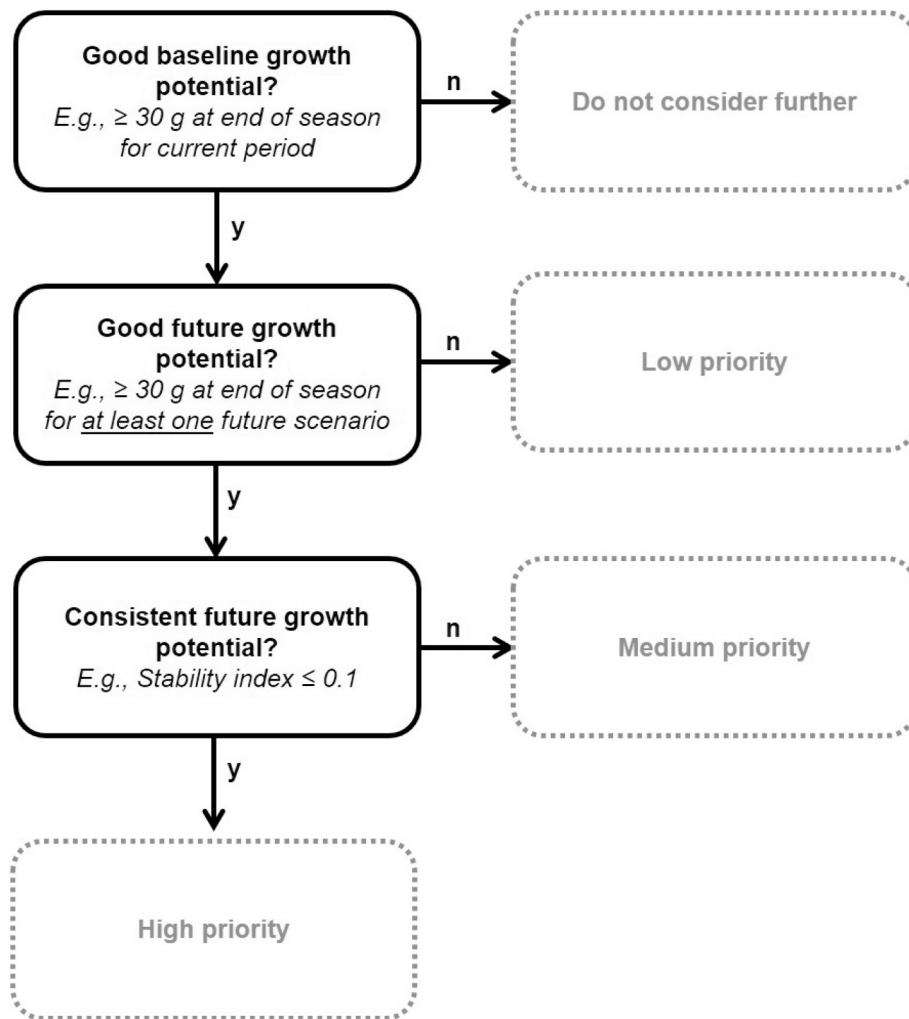 Good baseline growth
potential?
E.g., ≥ 30 g at end of season
for current period
n
Do not consider further
y
Good future growth
potential?
E.g., ≥ 30 g at end of season
for at least one future scenario
n
Low priority
y
Consistent future growth
potential?
E.g., Stability index ≤ 0.1
n
Medium priority
y
High priority